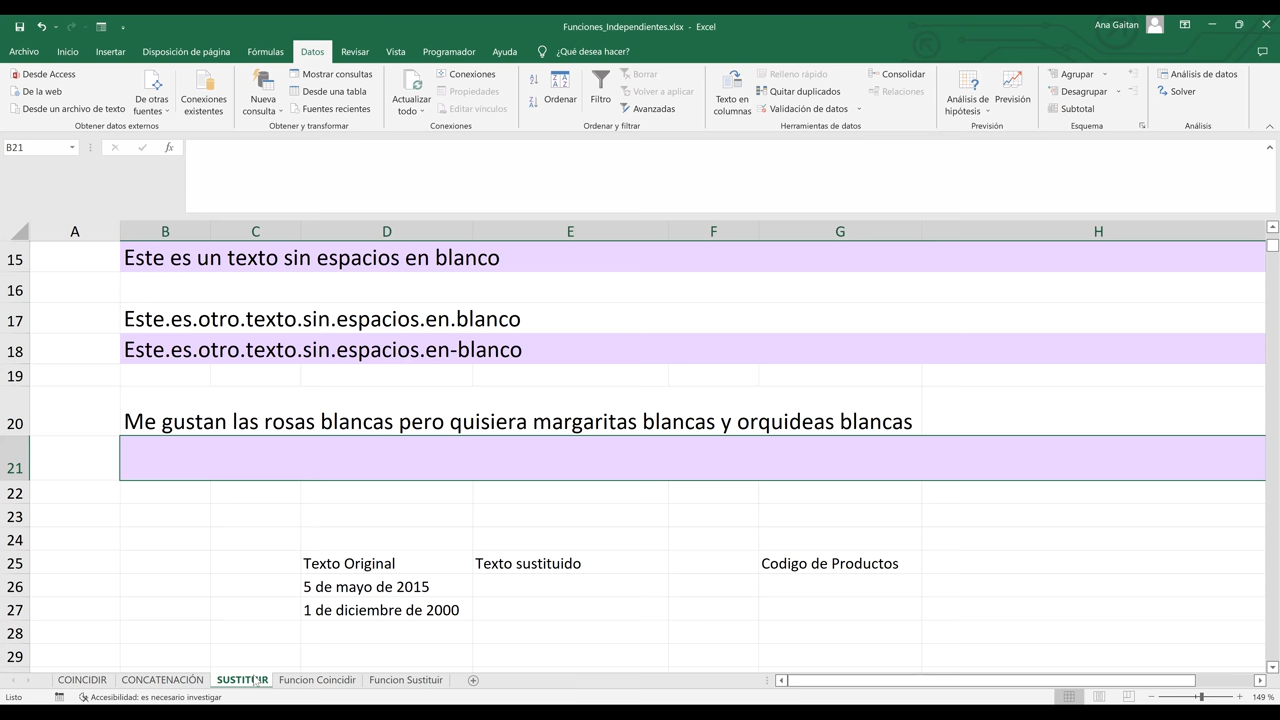 Funciones_Independientes.xlsx - Excel
Ana Gaitan
Archivo Inicio Insertar Disposición de página Fórmulas Datos Revisar Vista Programador Ayuda ¿Qué desea hacer?
Desde Access
De la web
Desde un archivo de texto
De otras fuentes
Conexiones existentes
Obtener datos externos
Nueva consulta
Mostrar consultas
Desde una tabla
Fuentes recientes
Obtener y transformar
Actualizar todo
Conexiones
Propiedades
Editar vínculos
Conexiones
Ordenar
Filtro
Borrar
Volver a aplicar
Avanzadas
Ordenar y filtrar
Texto en columnas
Relleno rápido
Quitar duplicados
Validación de datos
Consolidar
Relaciones
Herramientas de datos
Análisis de hipótesis
Previsión
Previsión
Agrupar
Desagrupar
Subtotal
Esquema
Análisis de datos
Solver
Análisis
B21 fx
A B C D E F G H
15 Este es un texto sin espacios en blanco
16
17 Este.es.otro.texto.sin.espacios.en.blanco
18 Este.es.otro.texto.sin.espacios.en-blanco
19
20 Me gustan las rosas blancas pero quisiera margaritas blancas y orquideas blancas
21
22
23
24
25 Texto Original Texto sustituido Codigo de Productos
26 5 de mayo de 2015
27 1 de diciembre de 2000
28
29
COINCIDIR CONCATENACIÓN SUSTITUIR Funcion Coincidir Funcion Sustituir
Listo Accesibilidad: es necesario investigar 149 %